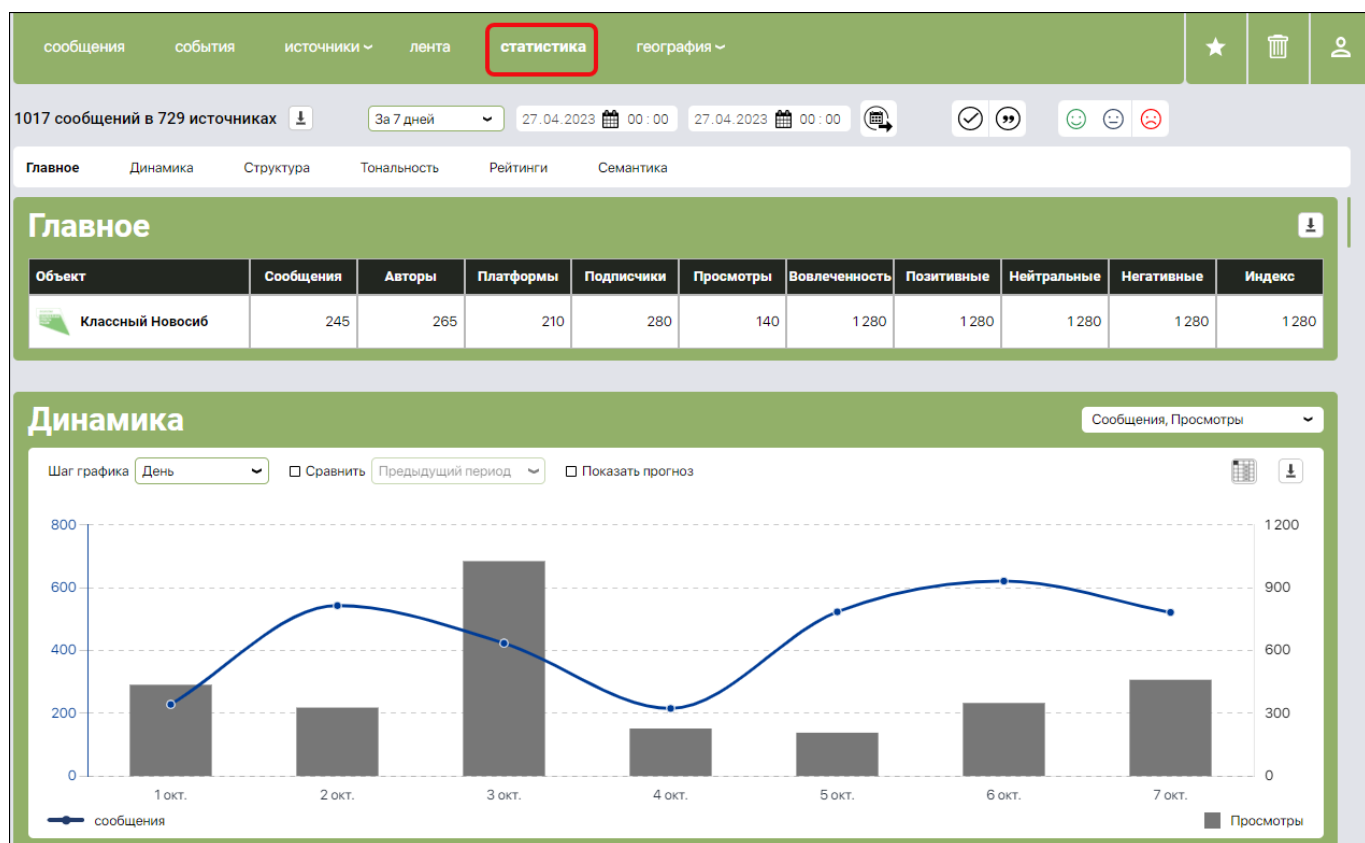 сообщения события источники лента статистика география
1017 сообщений в 729 источниках За 7 дней 27.04.2023 00 : 00 27.04.2023 00 : 00
Главное Динамика Структура Тональность Рейтинги Семантика
Главное
Объект Сообщения Авторы Платформы Подписчики Просмотры Вовлеченность Позитивные Нейтральные Негативные Индекс
Классный Новосиб 245 265 210 280 140 1 280 1 280 1 280 1 280 1 280
Динамика Сообщения, Просмотры
Шаг графика День Сравнить Предыдущий период Показать прогноз
800 1 200
600 900
400 600
200 300
0 0
1 окт. 2 окт. 3 окт. 4 окт. 5 окт. 6 окт. 7 окт.
сообщения Просмотры